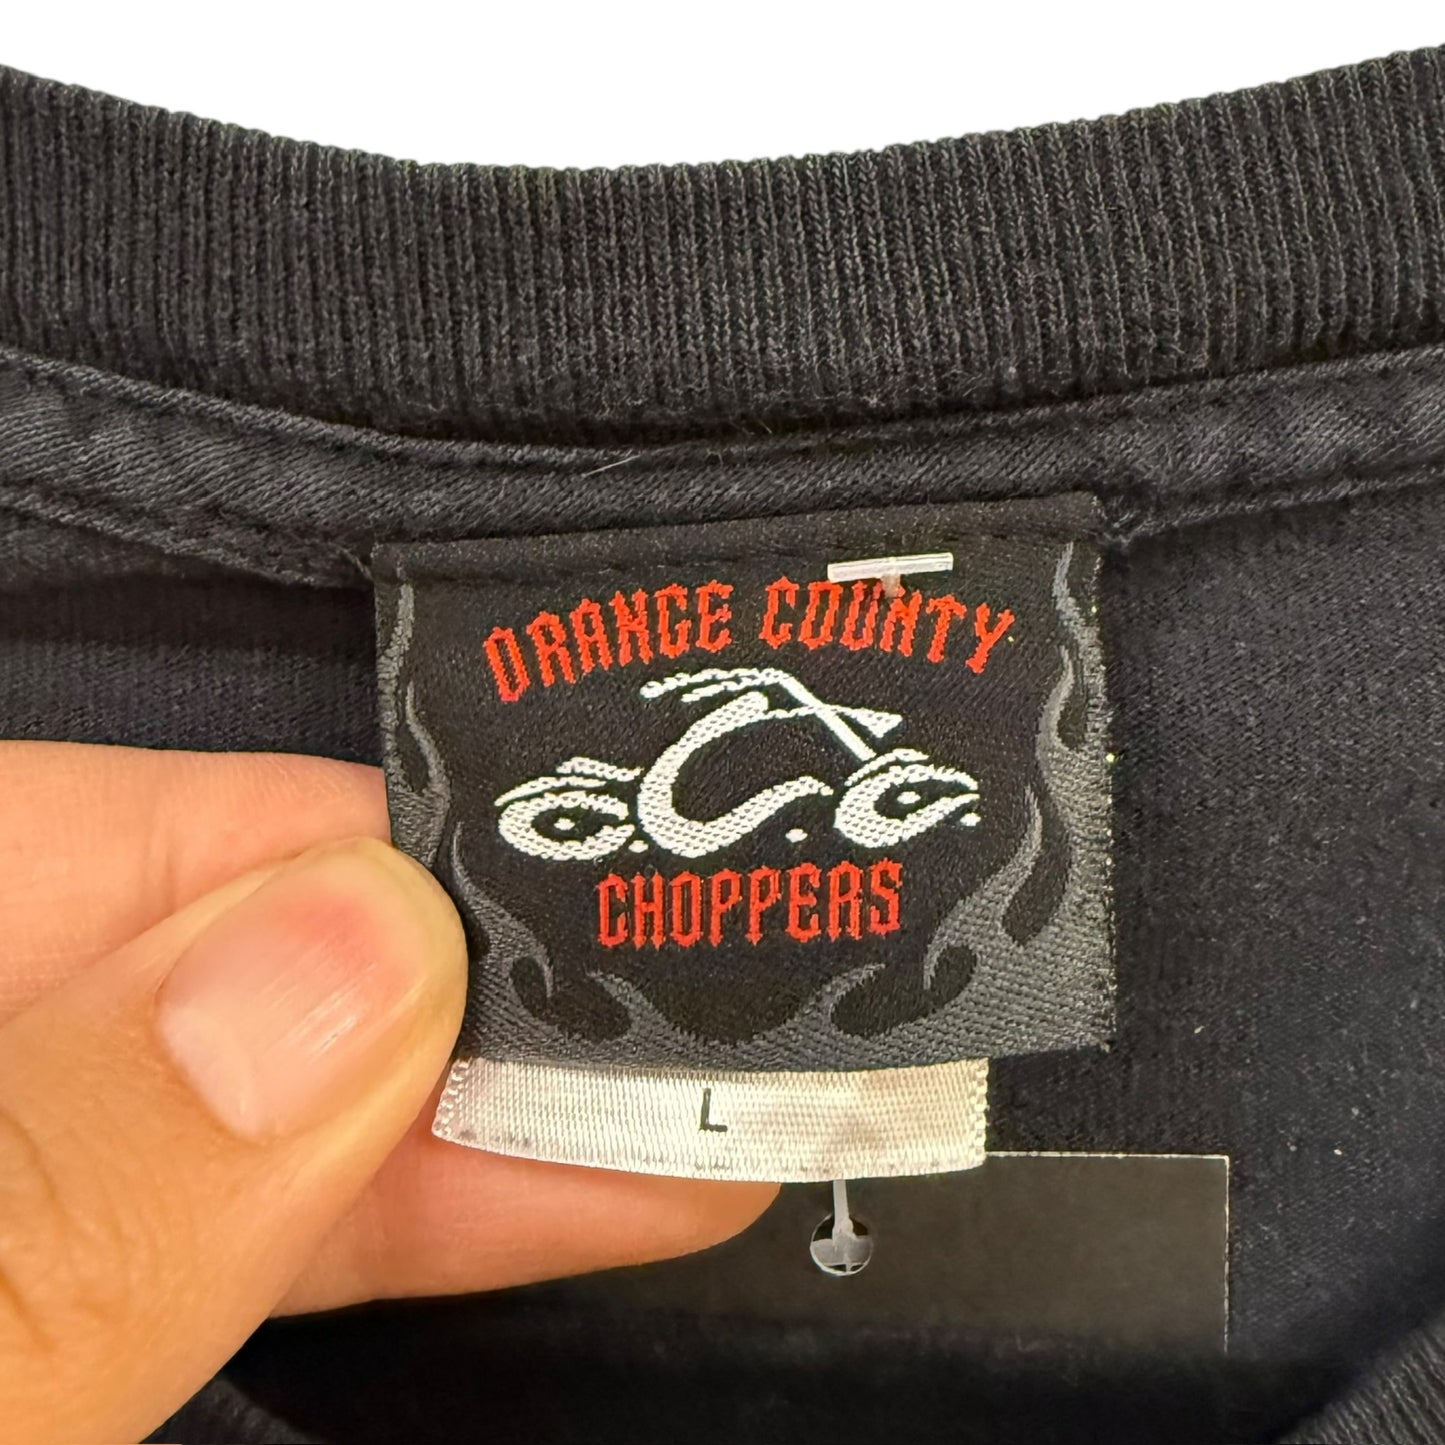 ORANGE COUNTY
O.C.C.
CHOPPERS
L